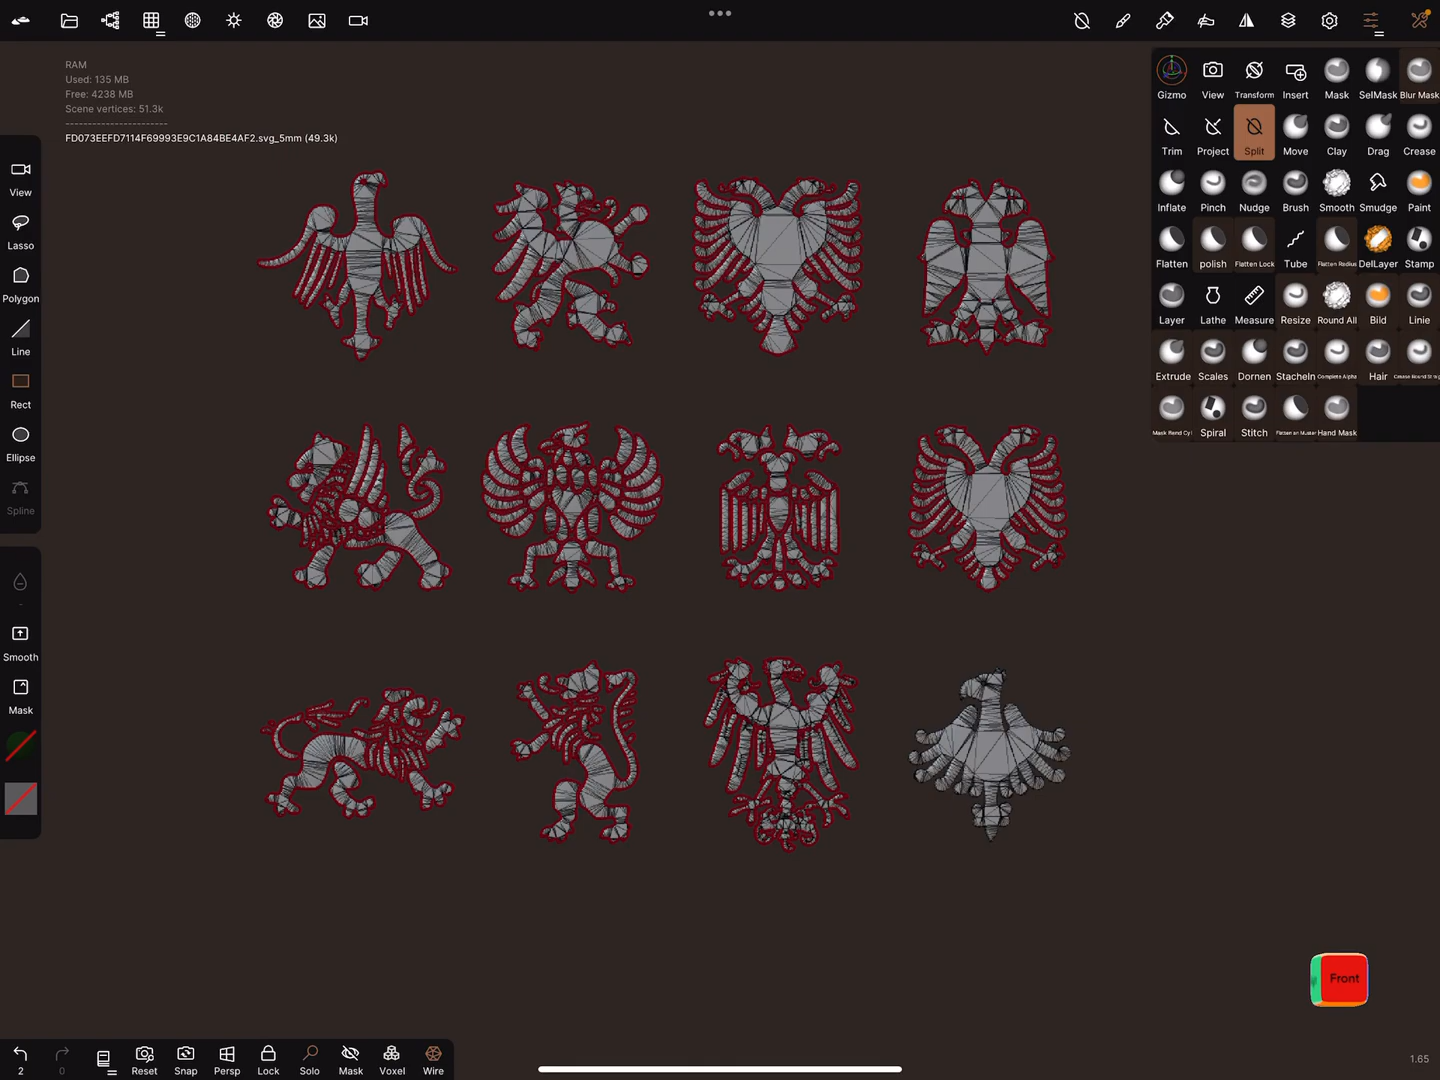 RAM
Used: 135 MB
Free: 4238 MB
Scene vertices: 51.3k
FD073EEFD7114F69993E9C1A84BE4AF2.svg_5mm (49.3k)
Gizmo View Transform Insert Mask SelMask Blur Mask
Trim Project Split Move Clay Drag Crease
Inflate Pinch Nudge Brush Smooth Smudge Paint
Flatten polish Flatten Lock Tube Flatten Radius DelLayer Stamp
Layer Lathe Measure Resize Round All Bild Linie
Extrude Scales Dornen Stacheln Complete Alpha Hair
Spiral Stitch Hand Mask
View
Lasso
Polygon
Line
Rect
Ellipse
Spline
-
Smooth
Mask
Front
2 0 Reset Snap Persp Lock Solo Mask Voxel Wire
1.65